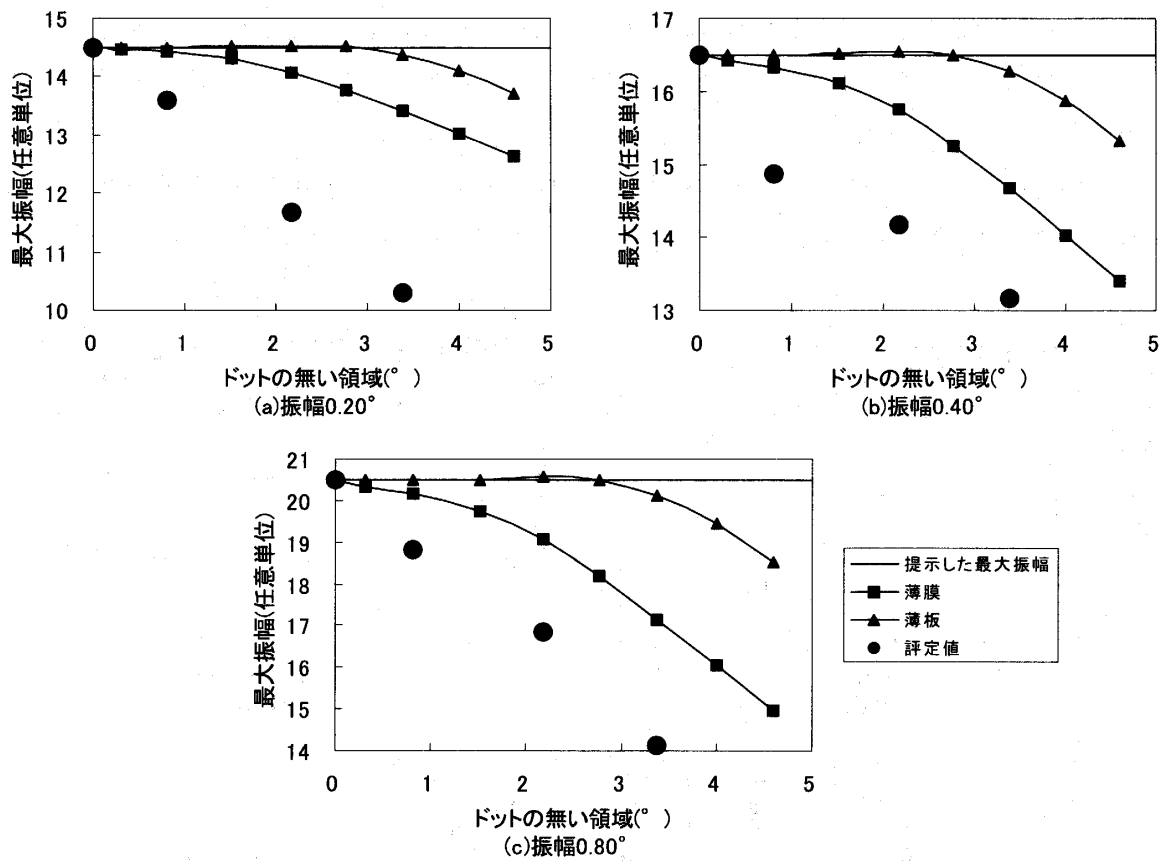 15
14
13
12
11
10
最大振幅(任意単位)
0 1 2 3 4 5
ドットの無い領域(°)
(a)振幅0.20°
17
16
15
14
13
最大振幅(任意単位)
0 1 2 3 4 5
ドットの無い領域(°)
(b)振幅0.40°
21
20
19
18
17
16
15
14
最大振幅(任意単位)
0 1 2 3 4 5
ドットの無い領域(°)
(c)振幅0.80°
提示した最大振幅
薄膜
薄板
評定値